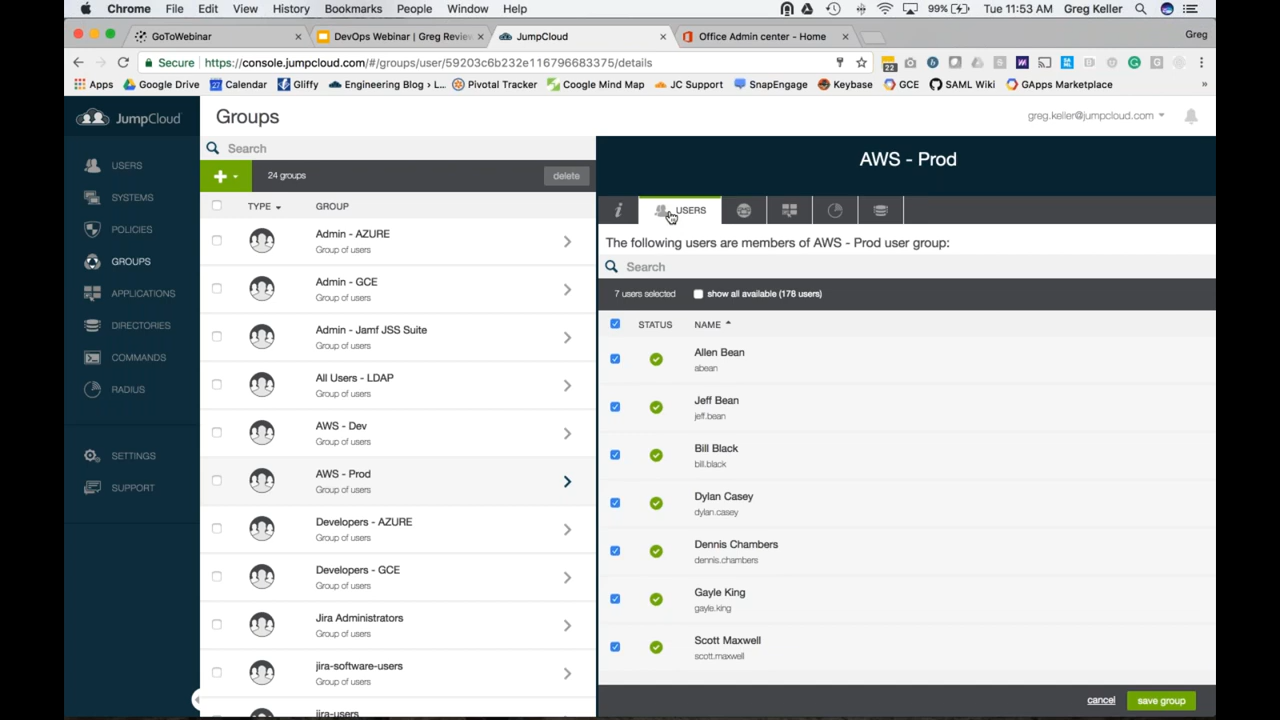 Chrome File Edit View History Bookmarks People Window Help 99% Tue 11:53 AM Greg Keller
GoToWebinar DevOps Webinar | Greg Review JumpCloud Office Admin center - Home Greg
Secure https://console.jumpcloud.com/#/groups/user/59203c6b232e116796683375/details 22
Apps Google Drive 27 Calendar Gliffy Engineering Blog › L... Pivotal Tracker Google Mind Map JC Support SnapEngage Keybase GCE SAML Wiki GApps Marketplace »
JumpCloud
USERS
SYSTEMS
POLICIES
GROUPS
APPLICATIONS
DIRECTORIES
COMMANDS
RADIUS
SETTINGS
SUPPORT
Groups
greg.keller@jumpcloud.com
Search
24 groups
delete
TYPE GROUP
Admin - AZURE
Group of users
Admin - GCE
Group of users
Admin - Jamf JSS Suite
Group of users
All Users - LDAP
Group of users
AWS - Dev
Group of users
AWS - Prod
Group of users
Developers - AZURE
Group of users
Developers - GCE
Group of users
Jira Administrators
Group of users
jira-software-users
Group of users
jira-users
AWS - Prod
i USERS
The following users are members of AWS - Prod user group:
Search
7 users selected show all available (178 users)
STATUS NAME
Allen Bean
abean
Jeff Bean
jeff.bean
Bill Black
bill.black
Dylan Casey
dylan.casey
Dennis Chambers
dennis.chambers
Gayle King
gayle.king
Scott Maxwell
scott.maxwell
cancel save group